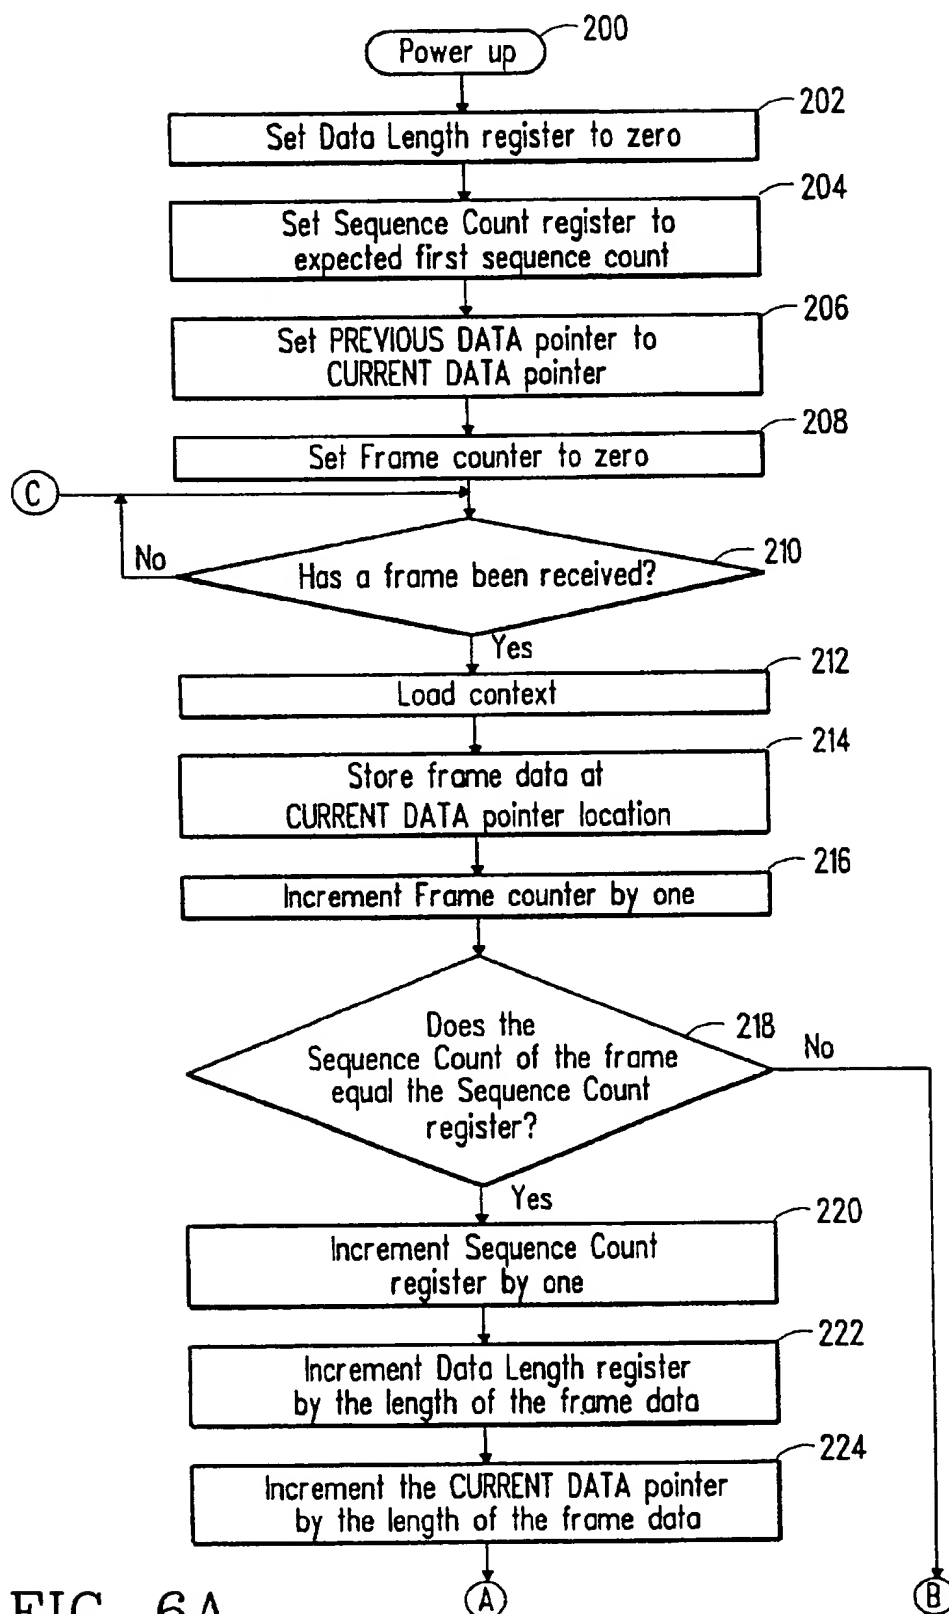 Power up
200
202
Set Data Length register to zero
204
Set Sequence Count register to
expected first sequence count
206
Set PREVIOUS DATA pointer to
CURRENT DATA pointer
208
Set Frame counter to zero
C
No
210
Has a frame been received?
Yes
212
Load context
214
Store frame data at
CURRENT DATA pointer location
216
Increment Frame counter by one
218
Does the
Sequence Count of the frame
equal the Sequence Count
register?
No
Yes
220
Increment Sequence Count
register by one
222
Increment Data Length register
by the length of the frame data
224
Increment the CURRENT DATA pointer
by the length of the frame data
FIG. 6A
A
B